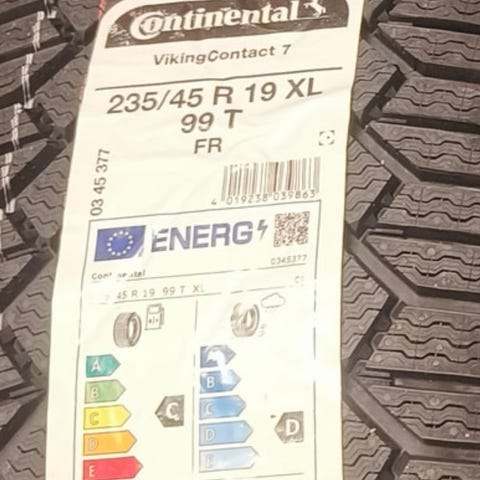 Continental
VikingContact 7
235/45 R 19 XL
99 T
FR
03 45 377
4 019238 039863
ENERG
0345377
Continental
45 R 19 99 T XL
C1
A
B
C
D
E
C
B
C
D
E
D